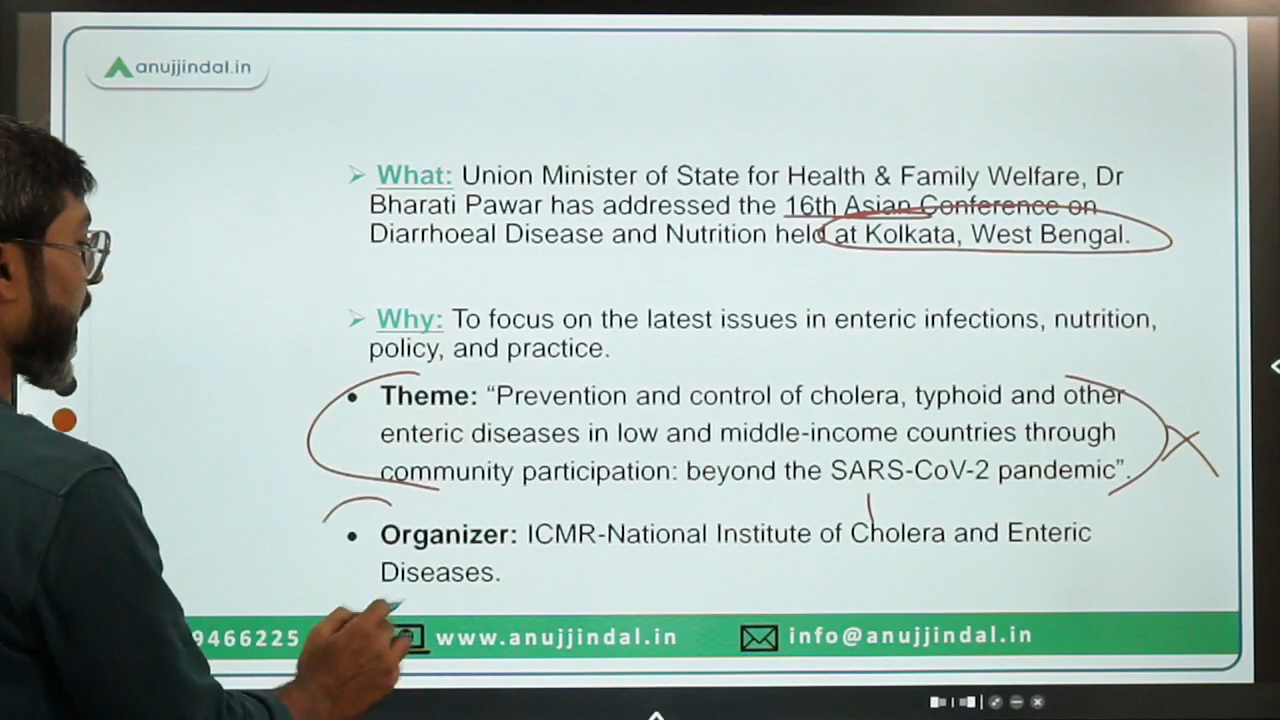 anujjindal.in
What: Union Minister of State for Health & Family Welfare, Dr
Bharati Pawar has addressed the 16th Asian Conference on
Diarrhoeal Disease and Nutrition held at Kolkata, West Bengal.
Why: To focus on the latest issues in enteric infections, nutrition,
policy, and practice.
• Theme: “Prevention and control of cholera, typhoid and other
enteric diseases in low and middle-income countries through
community participation: beyond the SARS-CoV-2 pandemic”.
• Organizer: ICMR-National Institute of Cholera and Enteric
Diseases.
9466225 www.anujjindal.in info@anujjindal.in